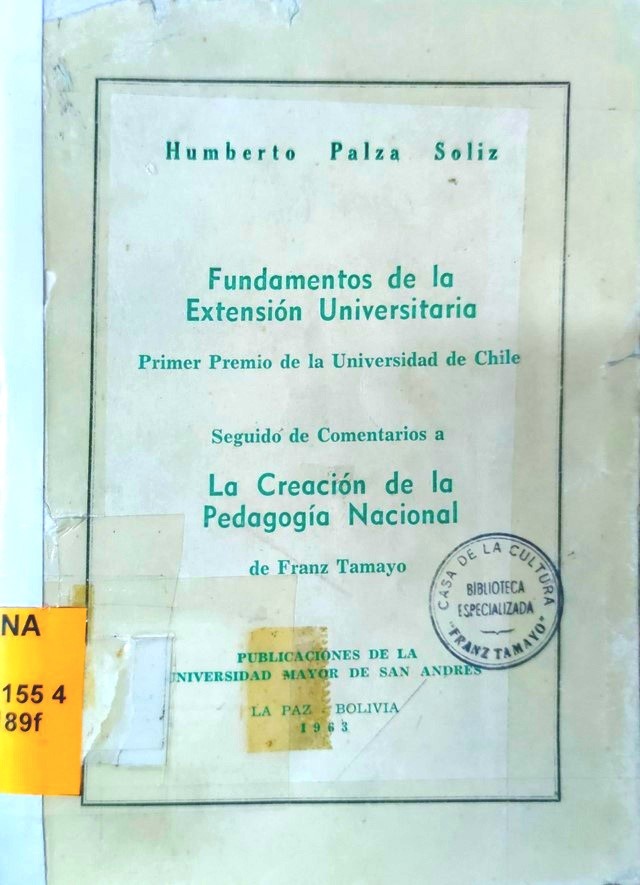 Humberto Palza Soliz
Fundamentos de la
Extensión Universitaria
Primer Premio de la Universidad de Chile
Seguido de Comentarios a
La Creación de la
Pedagogía Nacional
de Franz Tamayo
CASA DE LA CULTURA
BIBLIOTECA
ESPECIALIZADA
"FRANZ TAMAYO"
NA
155 4
89f
PUBLICACIONES DE LA
UNIVERSIDAD MAYOR DE SAN ANDRES
LA PAZ - BOLIVIA
1963